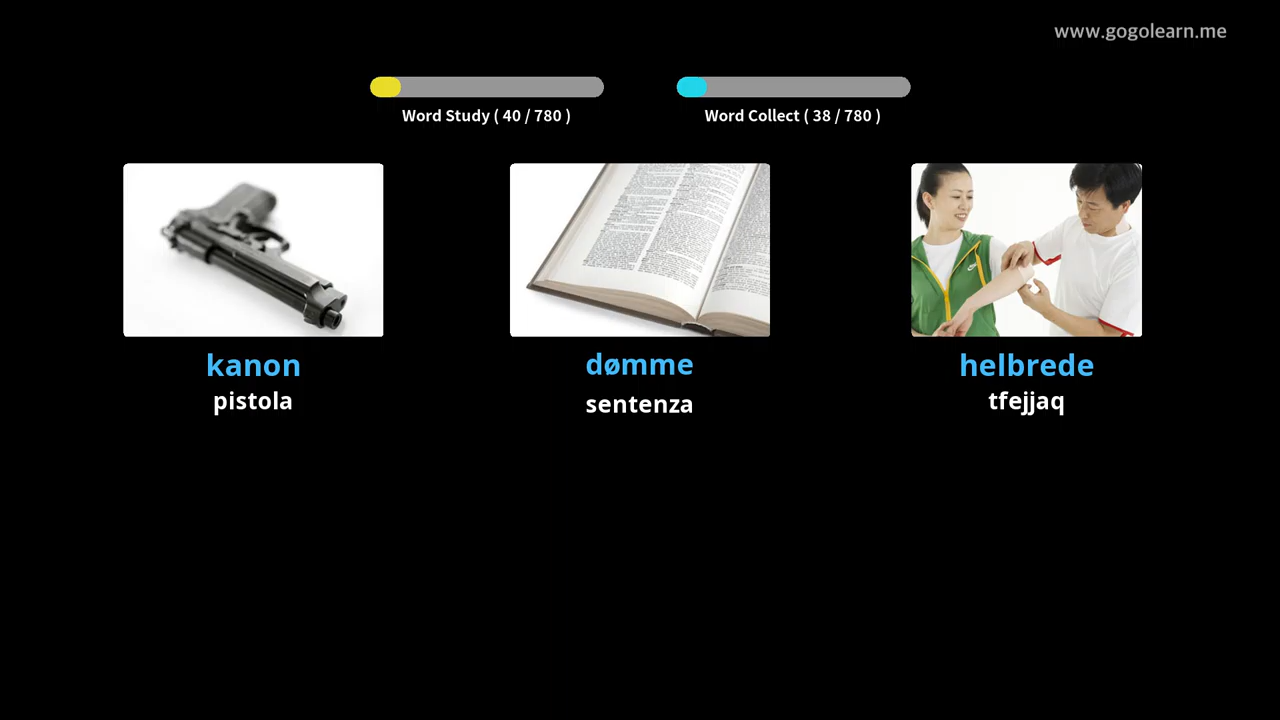 www.gogolearn.me
Word Study ( 40 / 780 )
Word Collect ( 38 / 780 )
kanon
pistola
dømme
sentenza
helbrede
tfejjaq